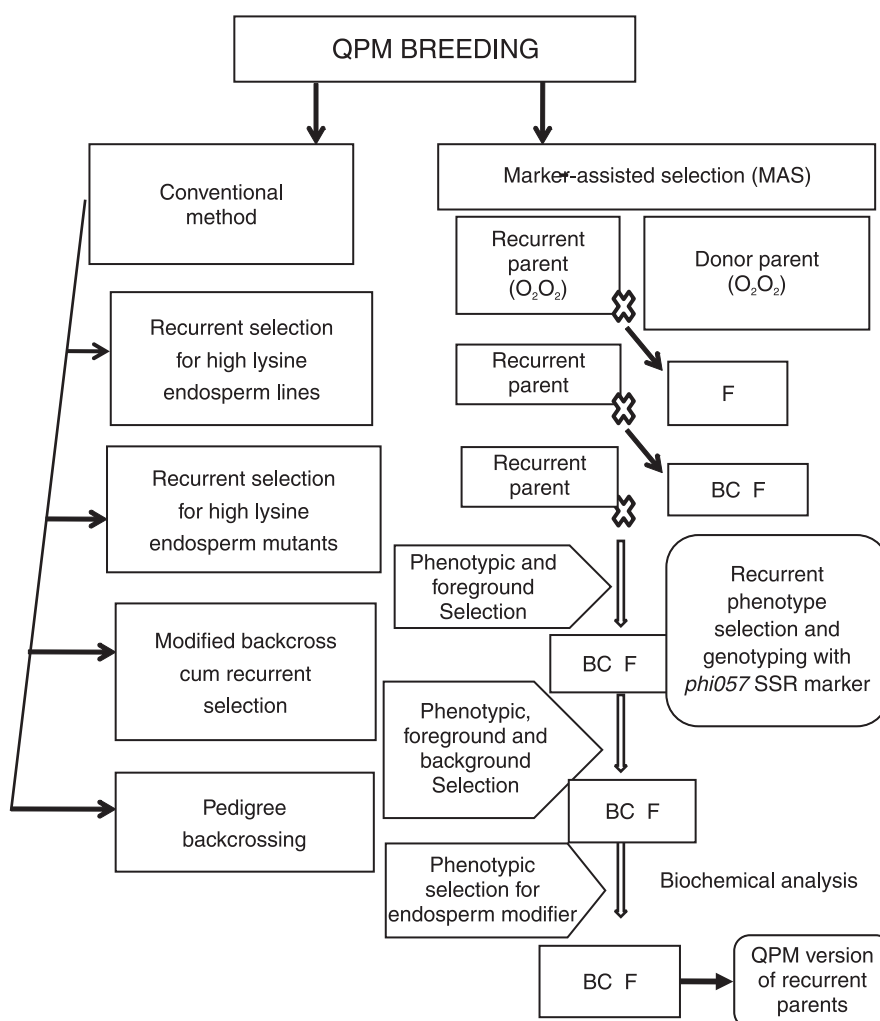 QPM BREEDING
Conventional
method
Recurrent selection
for high lysine
endosperm lines
Recurrent selection
for high lysine
endosperm mutants
Modified backcross
cum recurrent
selection
Pedigree
backcrossing
Marker-assisted selection (MAS)
Recurrent
parent
(O₂O₂)
Donor parent
(O₂O₂)
Recurrent
parent
F
Recurrent
parent
BC F
Phenotypic and
foreground
Selection
BC F
Recurrent
phenotype
selection and
genotyping with
phi057 SSR marker
Phenotypic,
foreground and
background
Selection
BC F
Phenotypic
selection for
endosperm modifier
Biochemical analysis
BC F
QPM version
of recurrent
parents